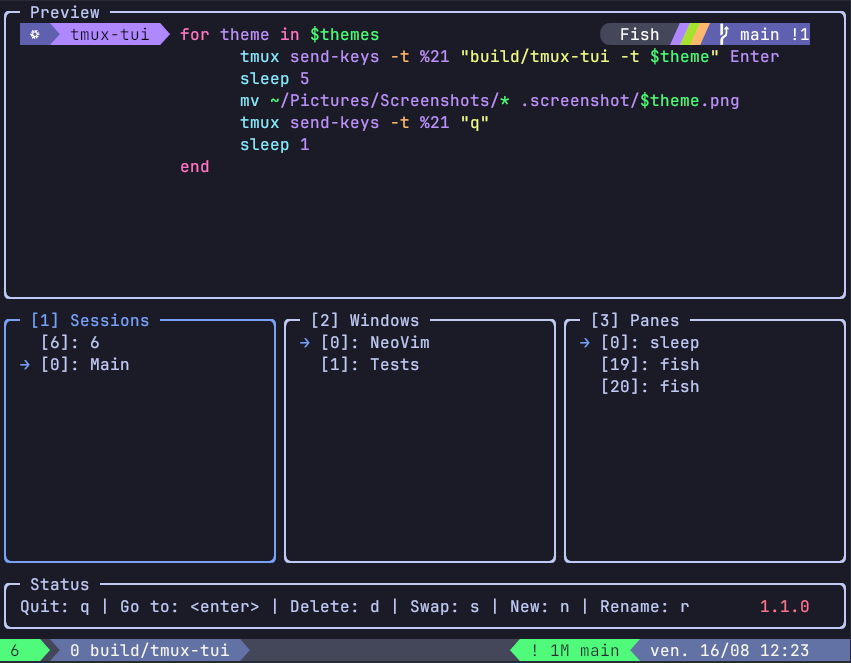 Preview
tmux-tui for theme in $themes Fish main !1
tmux send-keys -t %21 "build/tmux-tui -t $theme" Enter
sleep 5
mv ~/Pictures/Screenshots/* .screenshot/$theme.png
tmux send-keys -t %21 "q"
sleep 1
end
[1] Sessions
[6]: 6
→ [0]: Main
[2] Windows
→ [0]: NeoVim
[1]: Tests
[3] Panes
→ [0]: sleep
[19]: fish
[20]: fish
Status
Quit: q | Go to: <enter> | Delete: d | Swap: s | New: n | Rename: r 1.1.0
6 0 build/tmux-tui ! 1M main ven. 16/08 12:23